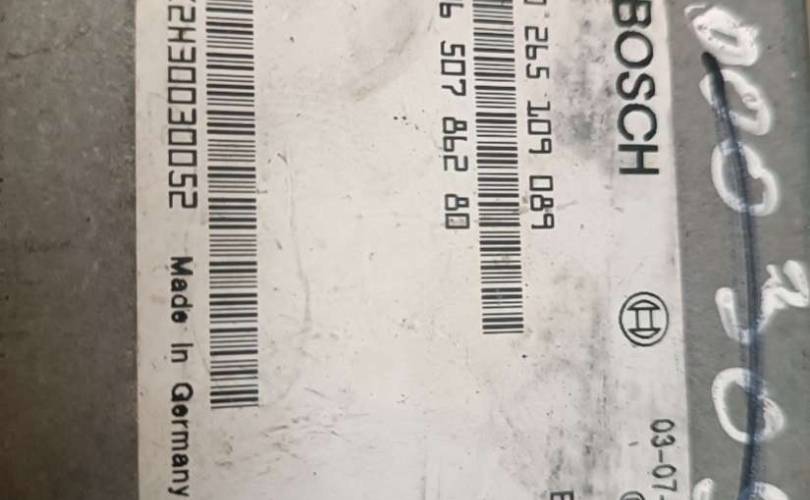 BOSCH
03-07-
265 109 089 E
6 507 862 80
2H30030052 Made In Germany